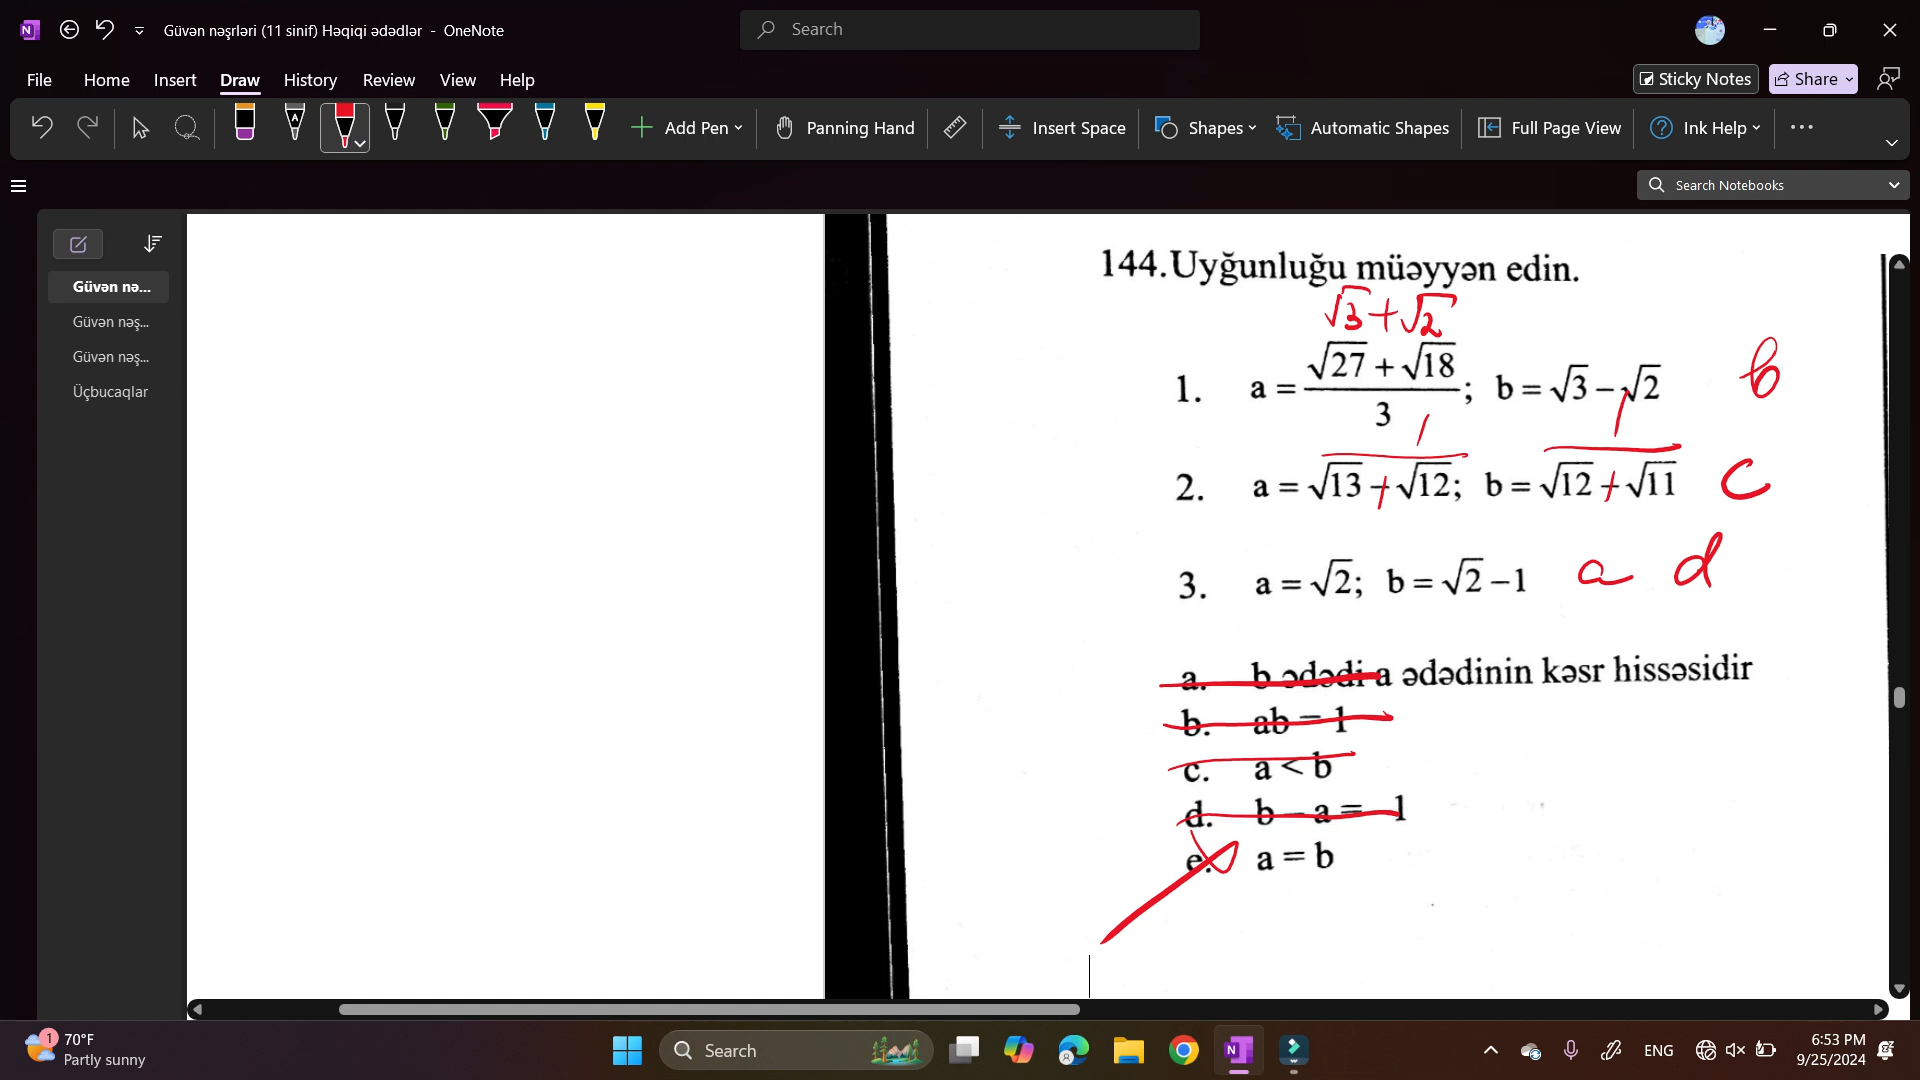 Güvən nəşrləri (11 sinif) Həqiqi ədədlər - OneNote
Search
File Home Insert Draw History Review View Help
Sticky Notes Share
Add Pen Panning Hand Insert Space Shapes Automatic Shapes Full Page View Ink Help
Search Notebooks
Güvən nə...
Güvən nəş...
Güvən nəş...
Üçbucaqlar
144. Uyğunluğu müəyyən edin.
√3 + √2
1. a = (√27 + √18)/3; b = √3 − √2 b
1 1
2. a = √13 − √12; b = √12 − √11 c
3. a = √2; b = √2 − 1 a d
a. b ədədi a ədədinin kəsr hissəsidir
b. ab = 1
c. a < b
d. b − a = −1
e. a = b
1 70°F
Partly sunny
Search
ENG
6:53 PM
9/25/2024